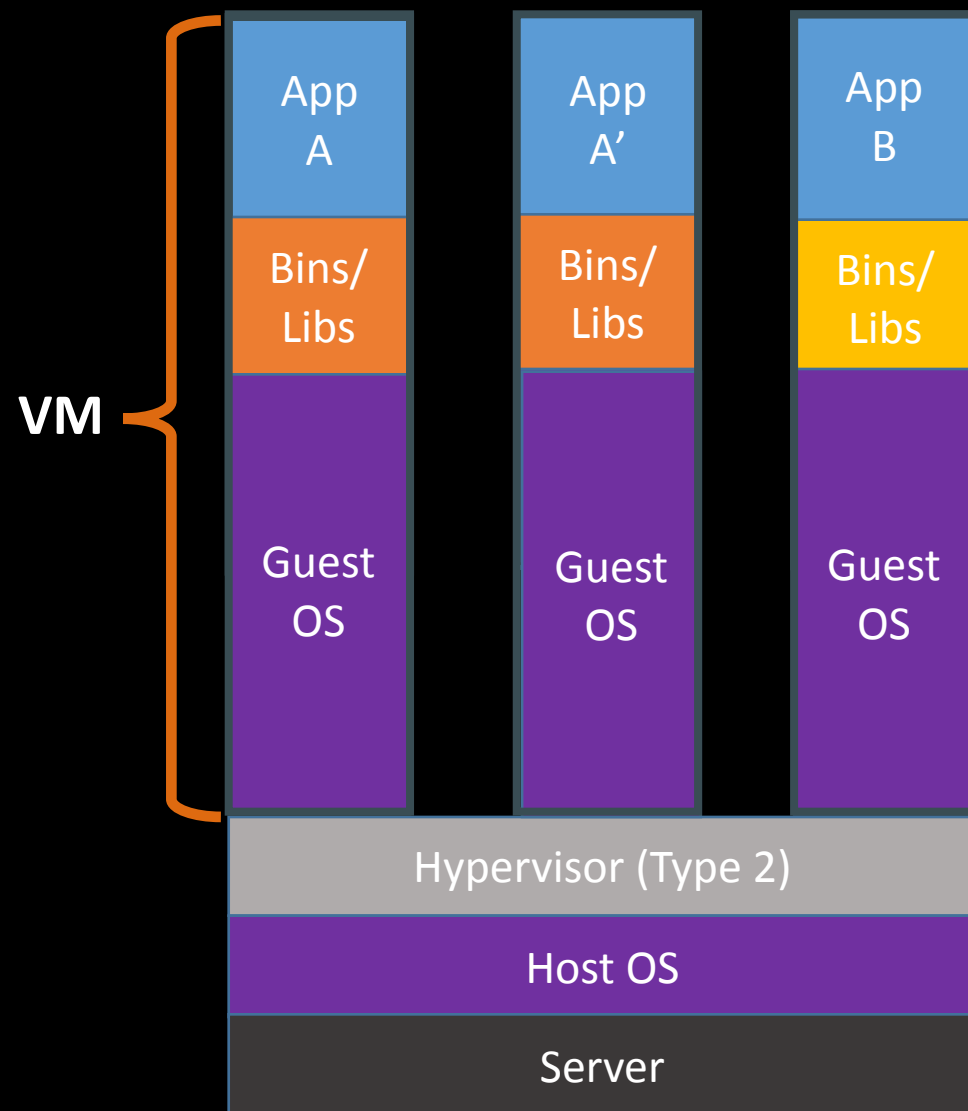 App
A
App
A’
App
B
Bins/
Libs
Bins/
Libs
Bins/
Libs
VM
Guest
OS
Guest
OS
Guest
OS
Hypervisor (Type 2)
Host OS
Server